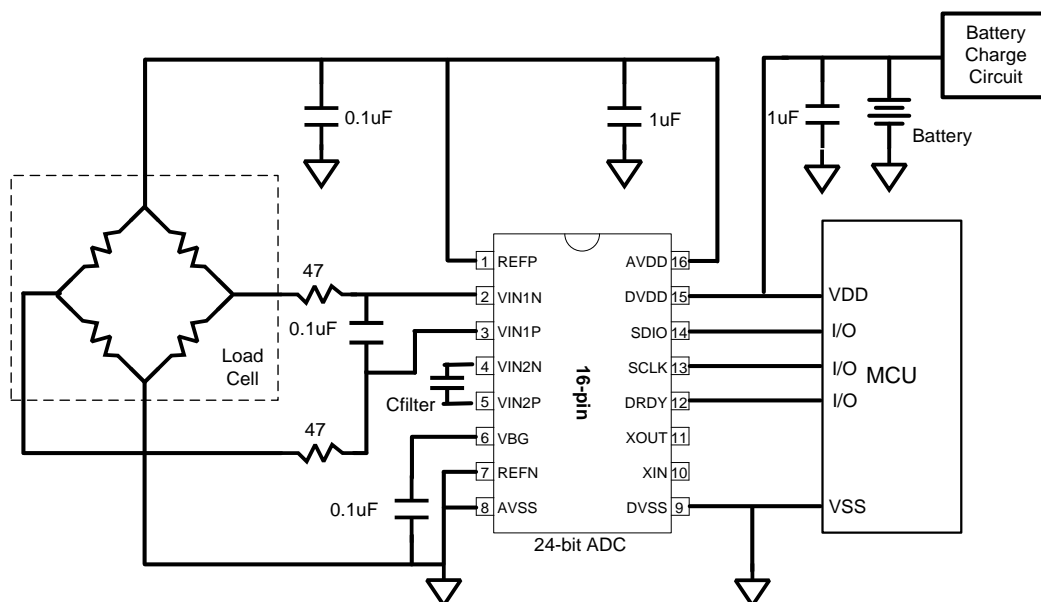 Battery
Charge
Circuit
0.1uF
1uF
1uF
Battery
Load
Cell
47
0.1uF
47
Cfilter
0.1uF
1 REFP
2 VIN1N
3 VIN1P
4 VIN2N
5 VIN2P
6 VBG
7 REFN
8 AVSS
16-pin
AVDD 16
DVDD 15
SDIO 14
SCLK 13
DRDY 12
XOUT 11
XIN 10
DVSS 9
24-bit ADC
VDD
I/O
I/O
I/O
MCU
VSS